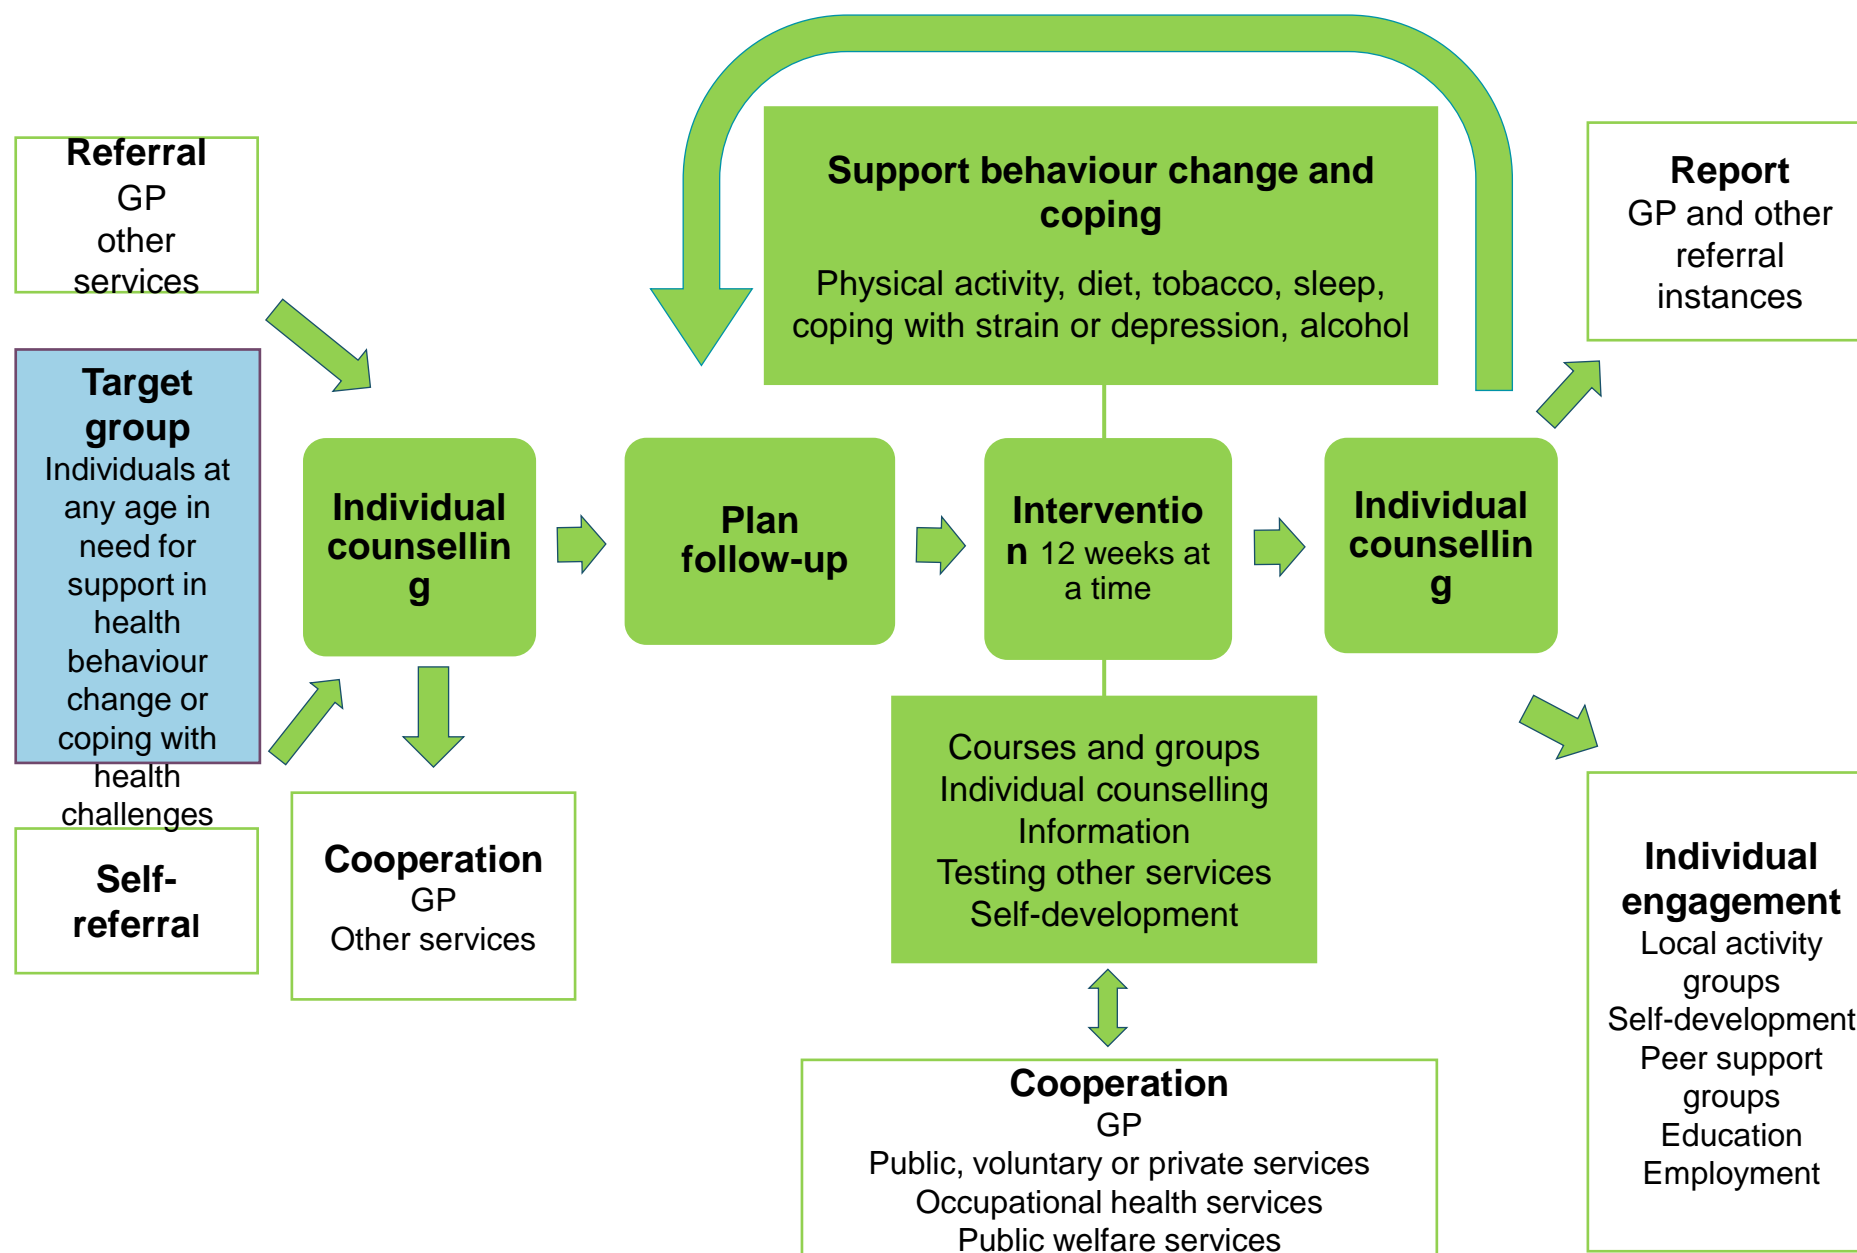 Referral
GP
other
services
Target
group
Individuals at
any age in
need for
support in
health
behaviour
change or
coping with
health
challenges
Self-
referral
Individual
counsellin
g
Cooperation
GP
Other services
Plan
follow-up
Support behaviour change and
coping
Physical activity, diet, tobacco, sleep,
coping with strain or depression, alcohol
Interventio
n 12 weeks at
a time
Courses and groups
Individual counselling
Information
Testing other services
Self-development
Cooperation
GP
Public, voluntary or private services
Occupational health services
Public welfare services
Individual
counsellin
g
Report
GP and other
referral
instances
Individual
engagement
Local activity
groups
Self-development
Peer support
groups
Education
Employment